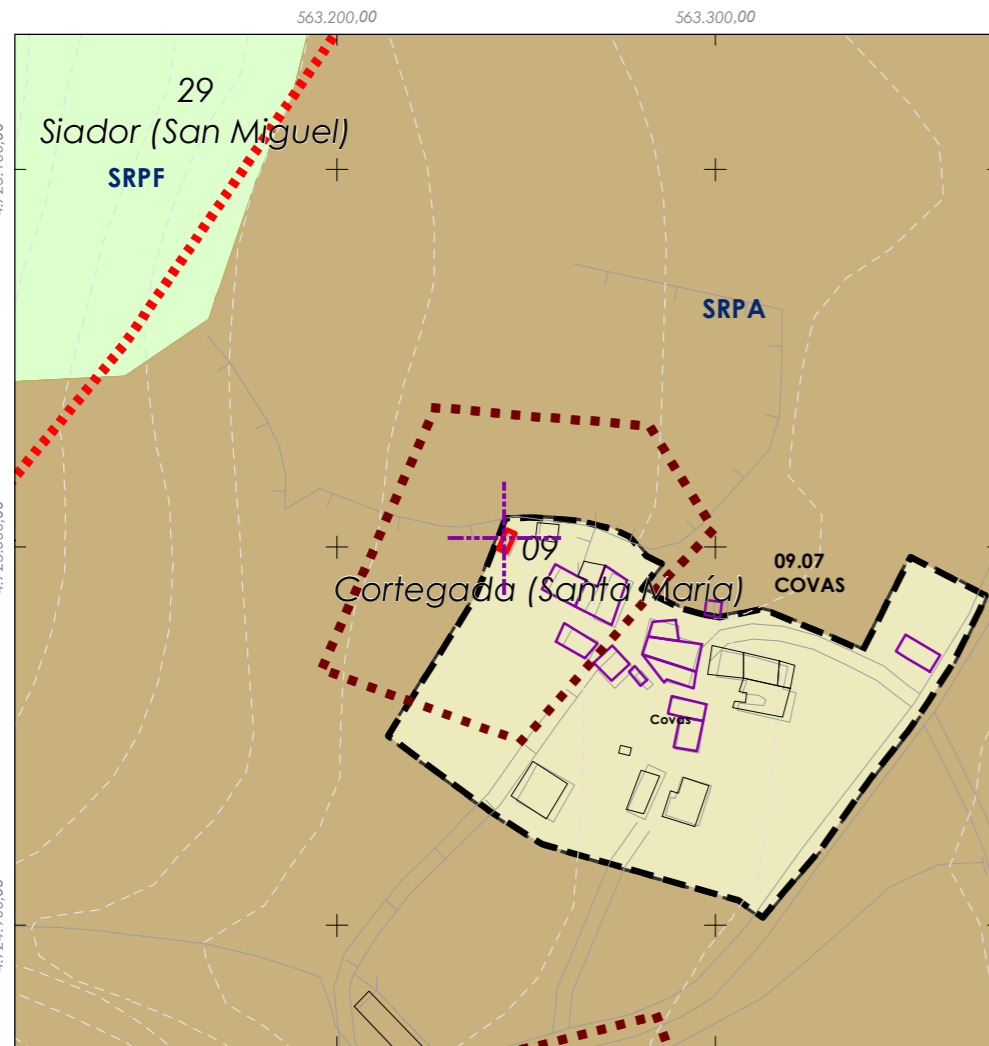 563.200,00
563.300,00
29
Siador (San Miguel)
SRPF
SRPA
09
Cortegada (Santa María)
09.07
COVAS
Covas